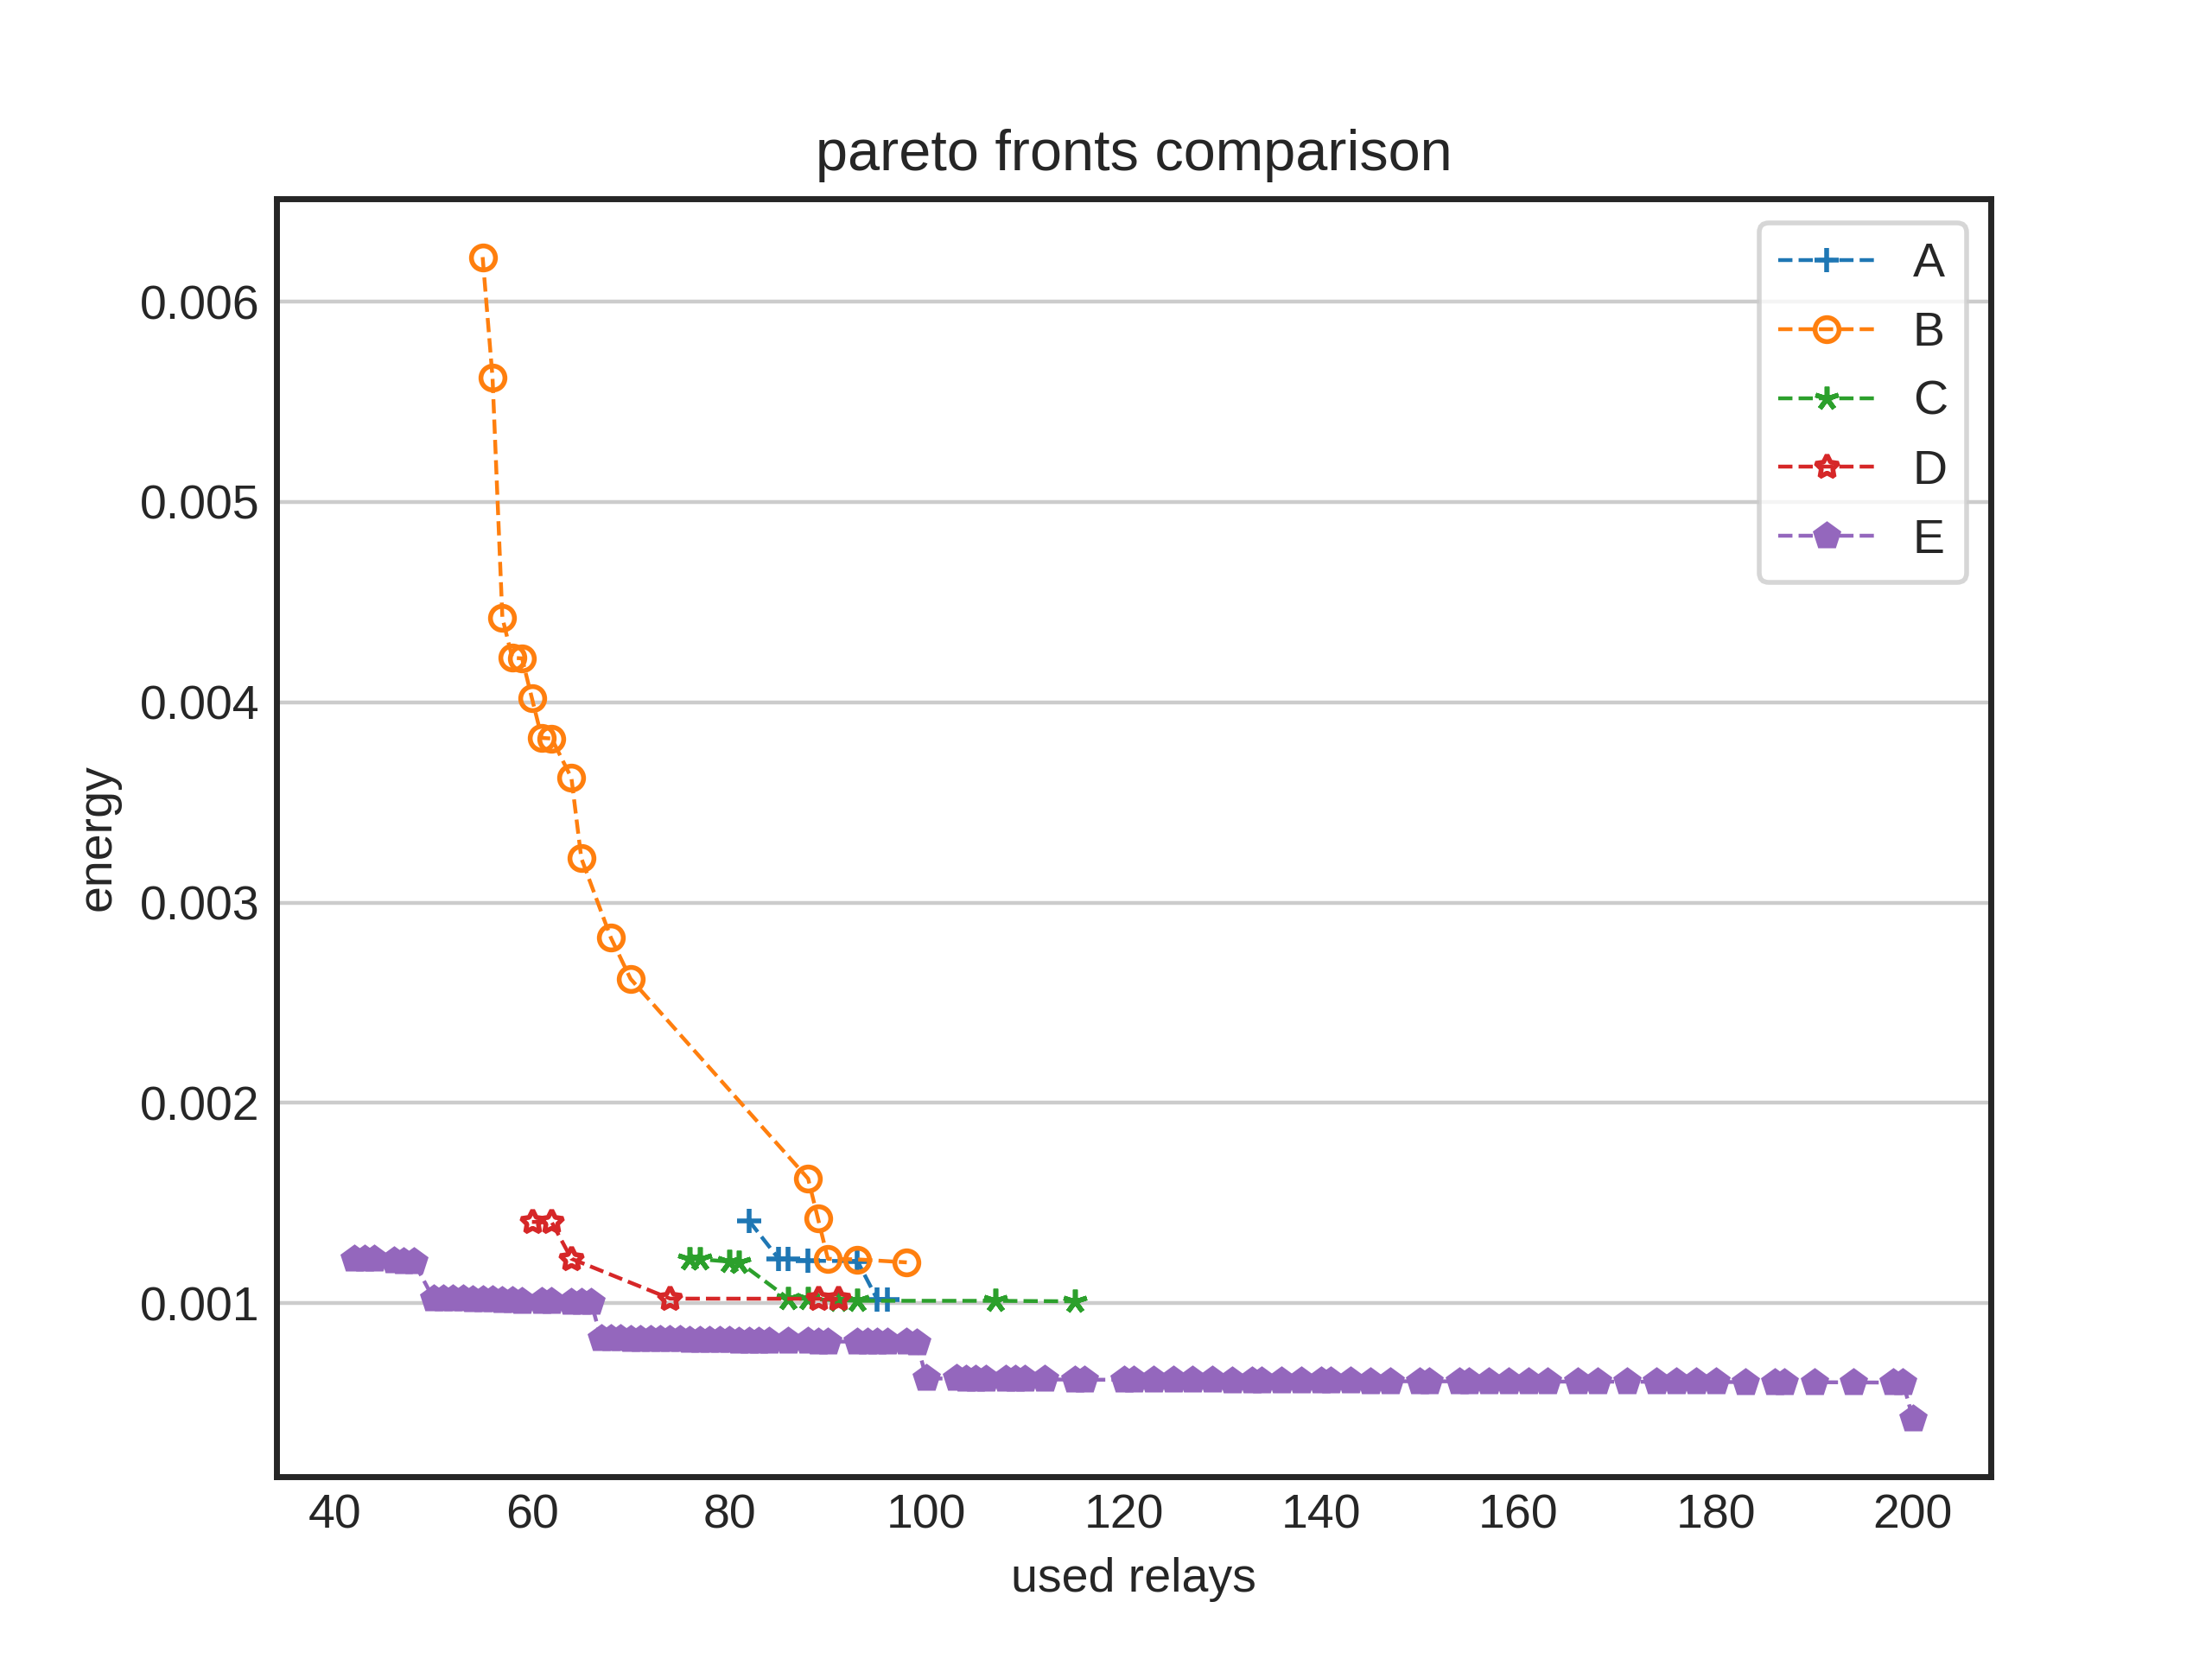 pareto fronts comparison
A
B
C
D
E
0.006
0.005
0.004
0.003
0.002
0.001
energy
40 60 80 100 120 140 160 180 200
used relays